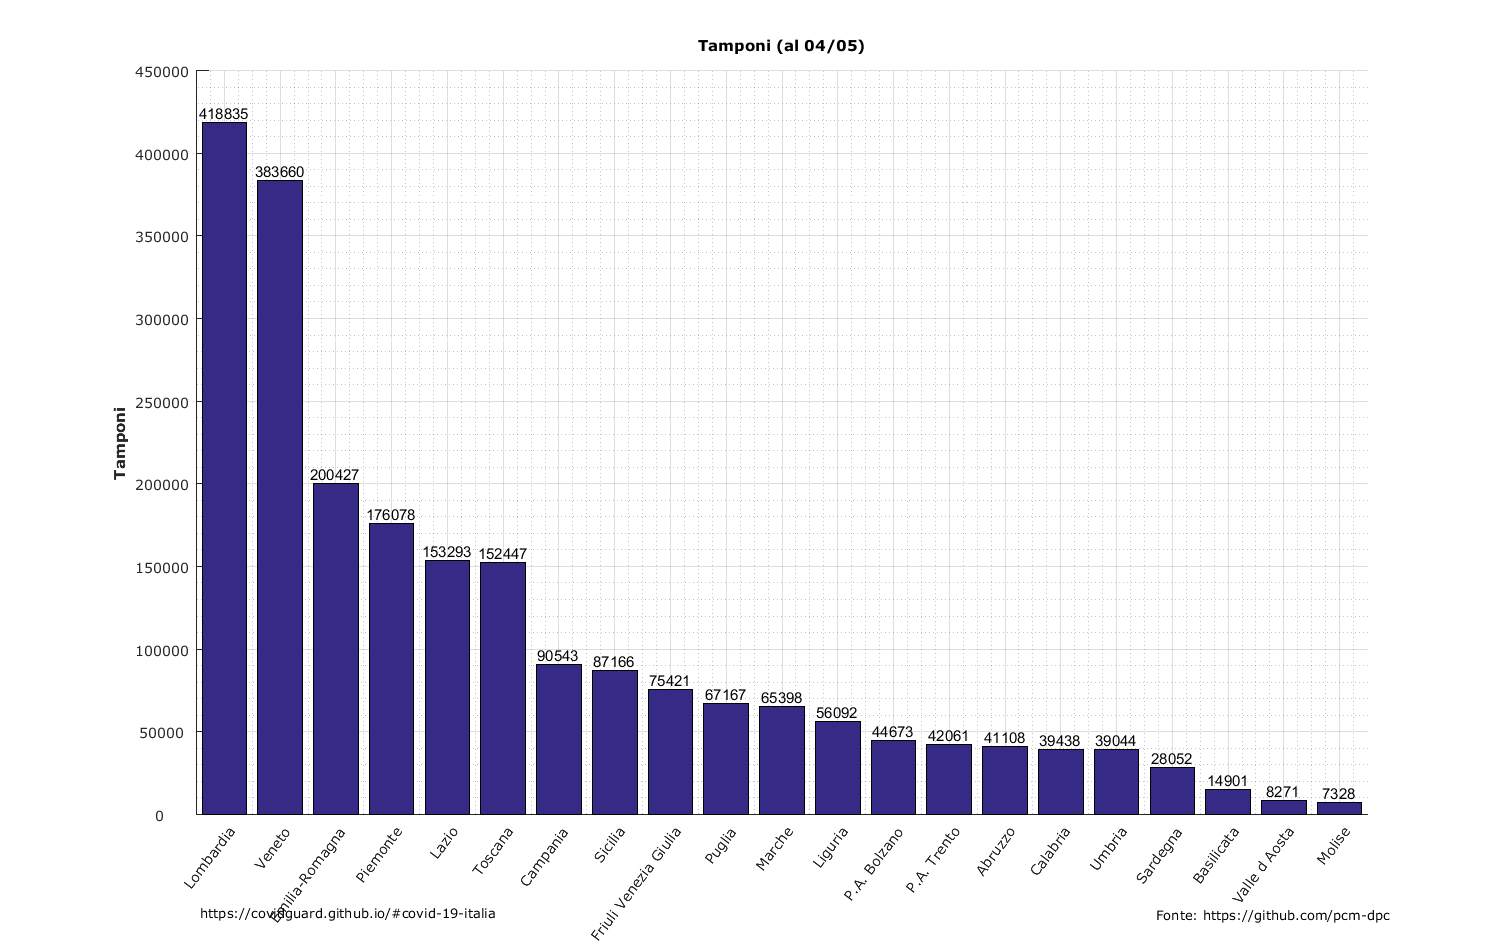 Tamponi (al 04/05)
Tamponi
450000
400000
350000
300000
250000
200000
150000
100000
50000
0
418835
383660
200427
176078
153293
152447
90543
87166
75421
67167
65398
56092
44673
42061
41108
39438
39044
28052
14901
8271
7328
Lombardia
Veneto
Emilia-Romagna
Piemonte
Lazio
Toscana
Campania
Sicilia
Friuli Venezia Giulia
Puglia
Marche
Liguria
P.A. Bolzano
P.A. Trento
Abruzzo
Calabria
Umbria
Sardegna
Basilicata
Valle d Aosta
Molise
https://covidguard.github.io/#covid-19-italia
Fonte: https://github.com/pcm-dpc